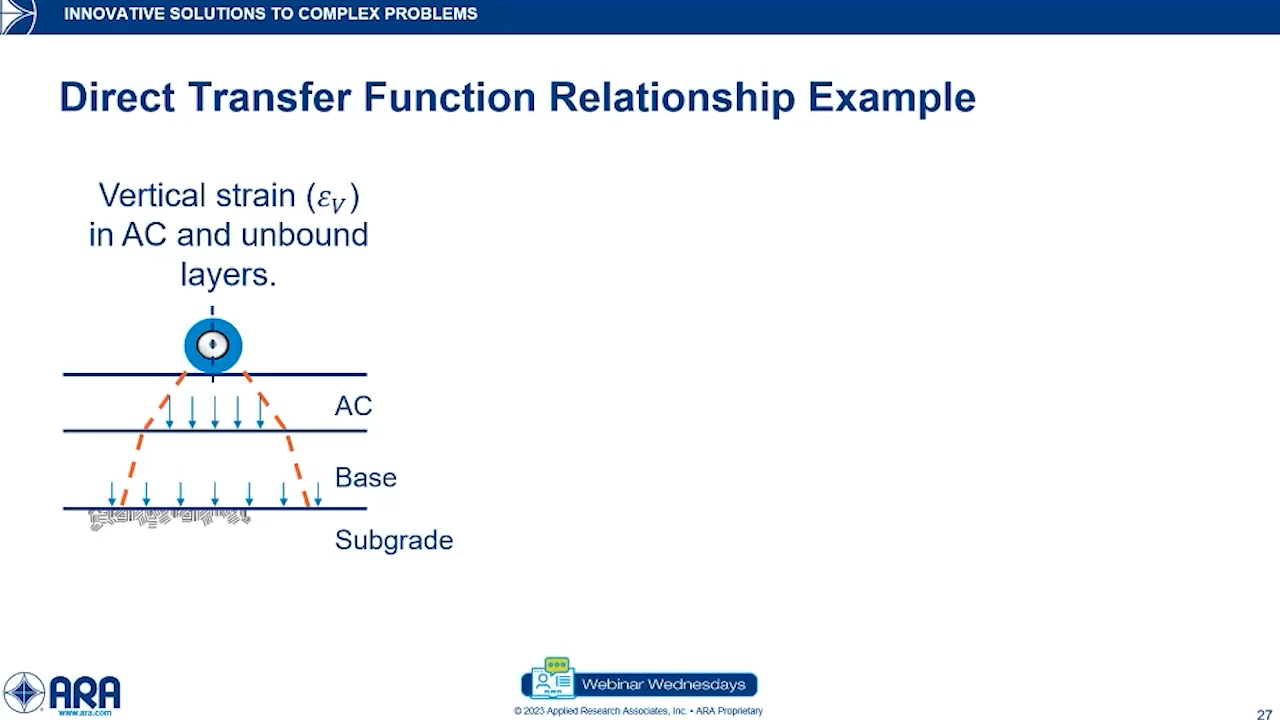 INNOVATIVE SOLUTIONS TO COMPLEX PROBLEMS
Direct Transfer Function Relationship Example
Vertical strain (𝜀𝑉)
in AC and unbound
layers.
AC
Base
Subgrade
ARA
www.ara.com
ARA
Webinar Wednesdays
© 2023 Applied Research Associates, Inc. • ARA Proprietary
27